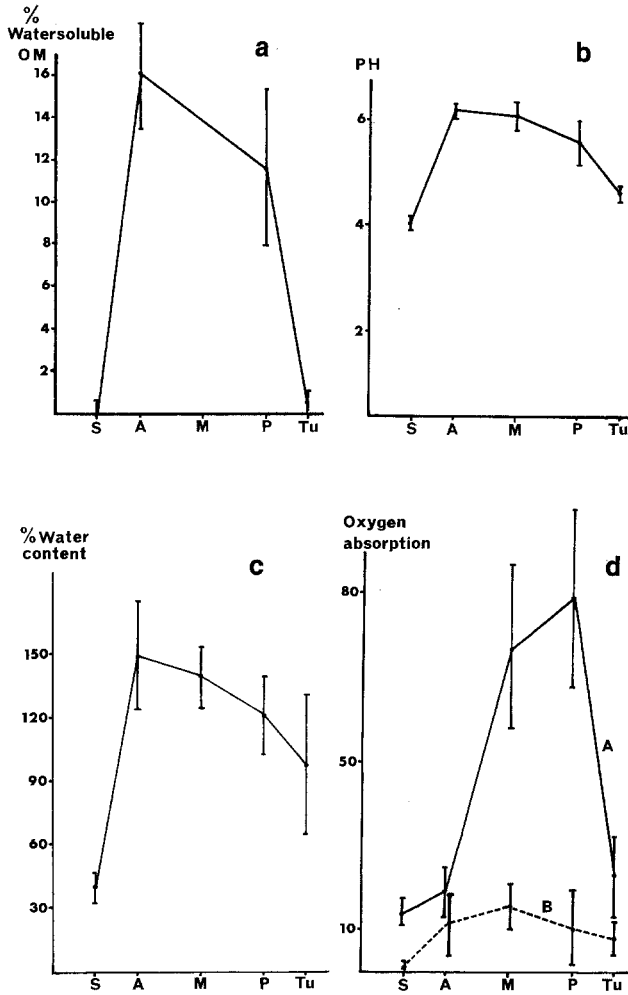 %
Watersoluble
OM
a
16
14
12
10
8
6
4
2
S A M P Tu
PH
b
6
4
2
S A M P Tu
% Water
content
c
150
120
90
60
30
S A M P Tu
Oxygen
absorption
d
80
50
10
A
B
S A M P Tu